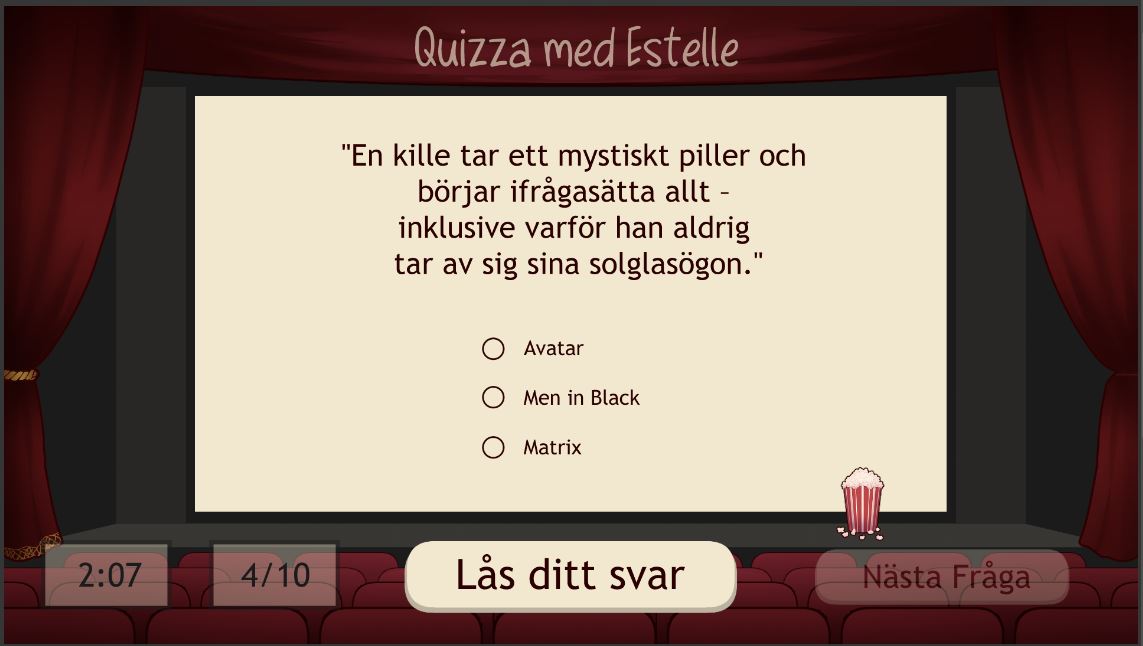 Quizza med Estelle
"En kille tar ett mystiskt piller och
börjar ifrågasätta allt –
inklusive varför han aldrig
tar av sig sina solglasögon."
Avatar
Men in Black
Matrix
2:07
4/10
Lås ditt svar
Nästa Fråga